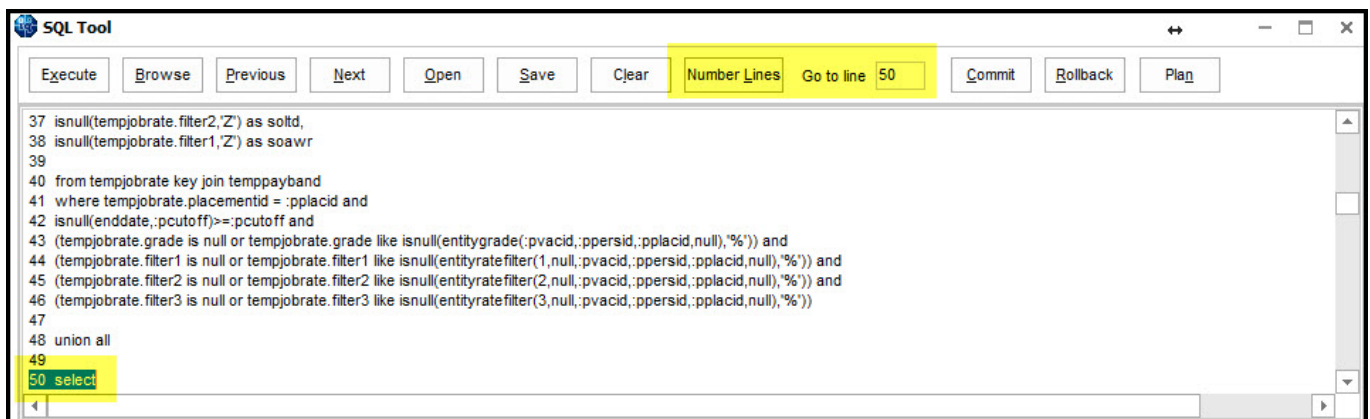 SQL Tool
Execute Browse Previous Next Open Save Clear Number Lines Go to line 50 Commit Rollback Plan
37 isnull(tempjobrate.filter2,'Z') as soltd,
38 isnull(tempjobrate.filter1,'Z') as soawr
39
40 from tempjobrate key join temppayband
41 where tempjobrate.placementid = :pplacid and
42 isnull(enddate,:pcutoff)>=:pcutoff and
43 (tempjobrate.grade is null or tempjobrate.grade like isnull(entitygrade(:pvacid,:ppersid,:pplacid,null),'%')) and
44 (tempjobrate.filter1 is null or tempjobrate.filter1 like isnull(entityratefilter(1,null,:pvacid,:ppersid,:pplacid,null),'%')) and
45 (tempjobrate.filter2 is null or tempjobrate.filter2 like isnull(entityratefilter(2,null,:pvacid,:ppersid,:pplacid,null),'%')) and
46 (tempjobrate.filter3 is null or tempjobrate.filter3 like isnull(entityratefilter(3,null,:pvacid,:ppersid,:pplacid,null),'%'))
47
48 union all
49
50 select